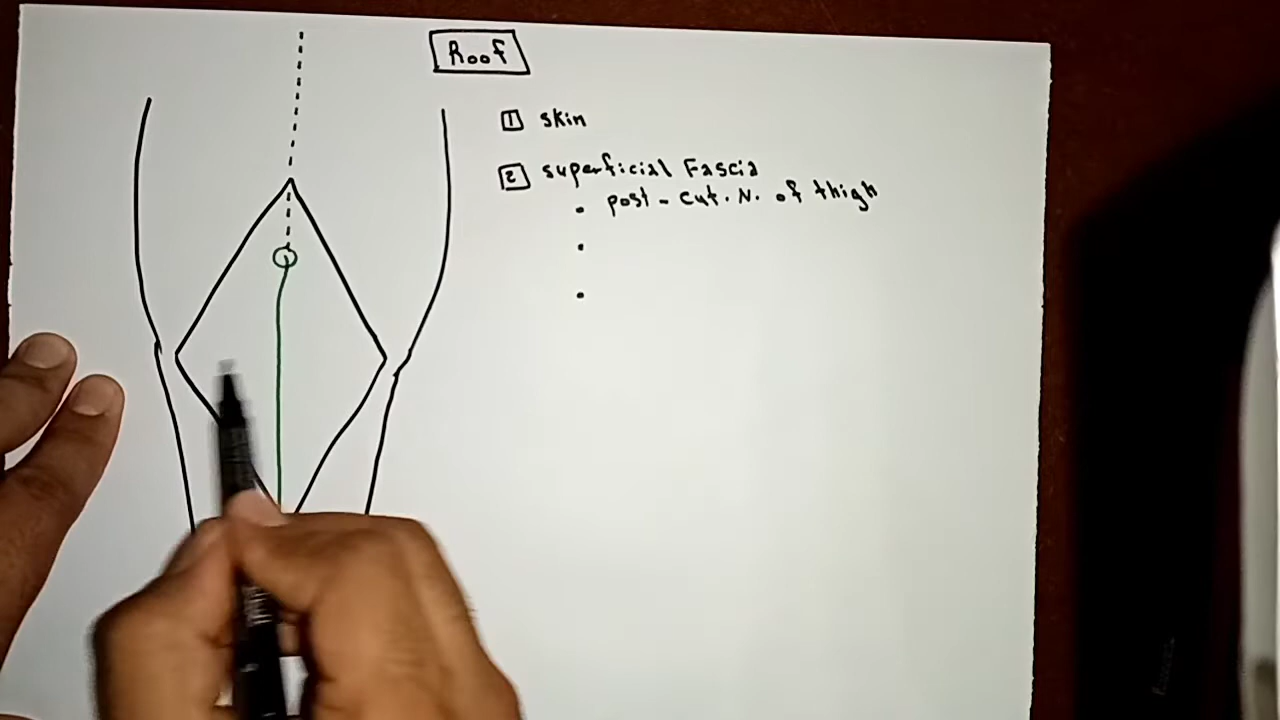 Roof
1 skin
2 superficial Fascia
• post - cut. N. of thigh
•
•